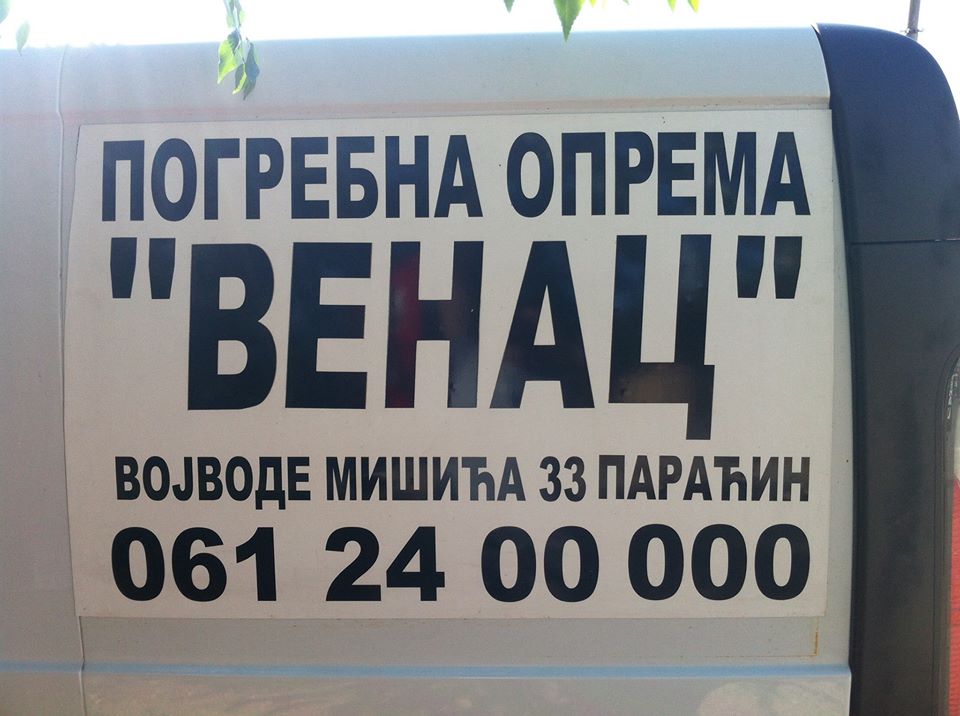 ПОГРЕБНА ОПРЕМА
"ВЕНАЦ"
ВОЈВОДЕ МИШИЋА 33 ПАРАЋИН
061 24 00 000